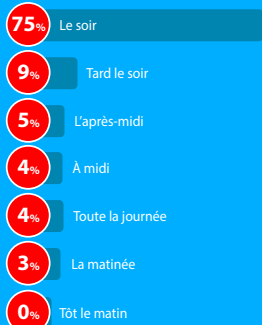 75% Le soir
9% Tard le soir
5% L'après-midi
4% À midi
4% Toute la journée
3% La matinée
0% Tôt le matin